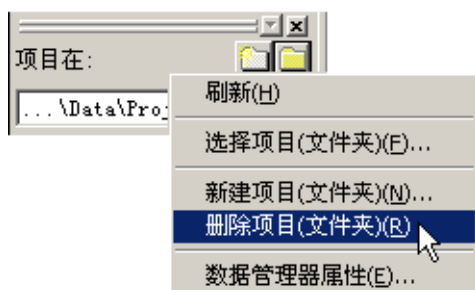 项目在:
...\Data\Pro
刷新(H)
选择项目(文件夹)(F)...
新建项目(文件夹)(N)...
删除项目(文件夹)(R)
数据管理器属性(E)...